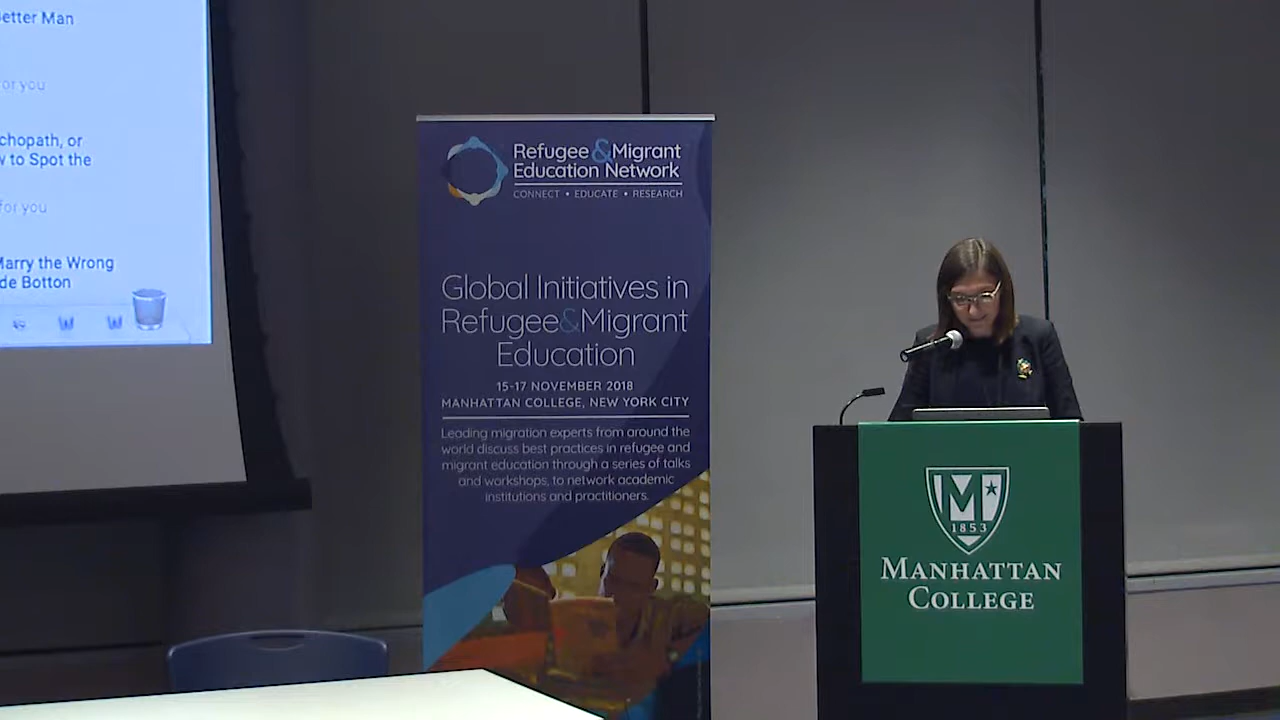 etter Man
for you
chopath, or
w to Spot the
for you
Marry the Wrong
de Botton
Refugee & Migrant
Education Network
CONNECT • EDUCATE • RESEARCH
Global Initiatives in
Refugee & Migrant
Education
15-17 NOVEMBER 2018
MANHATTAN COLLEGE, NEW YORK CITY
Leading migration experts from around the
world discuss best practices in refugee and
migrant education through a series of talks
and workshops, to network academic
institutions and practitioners.
M
1853
MANHATTAN
COLLEGE